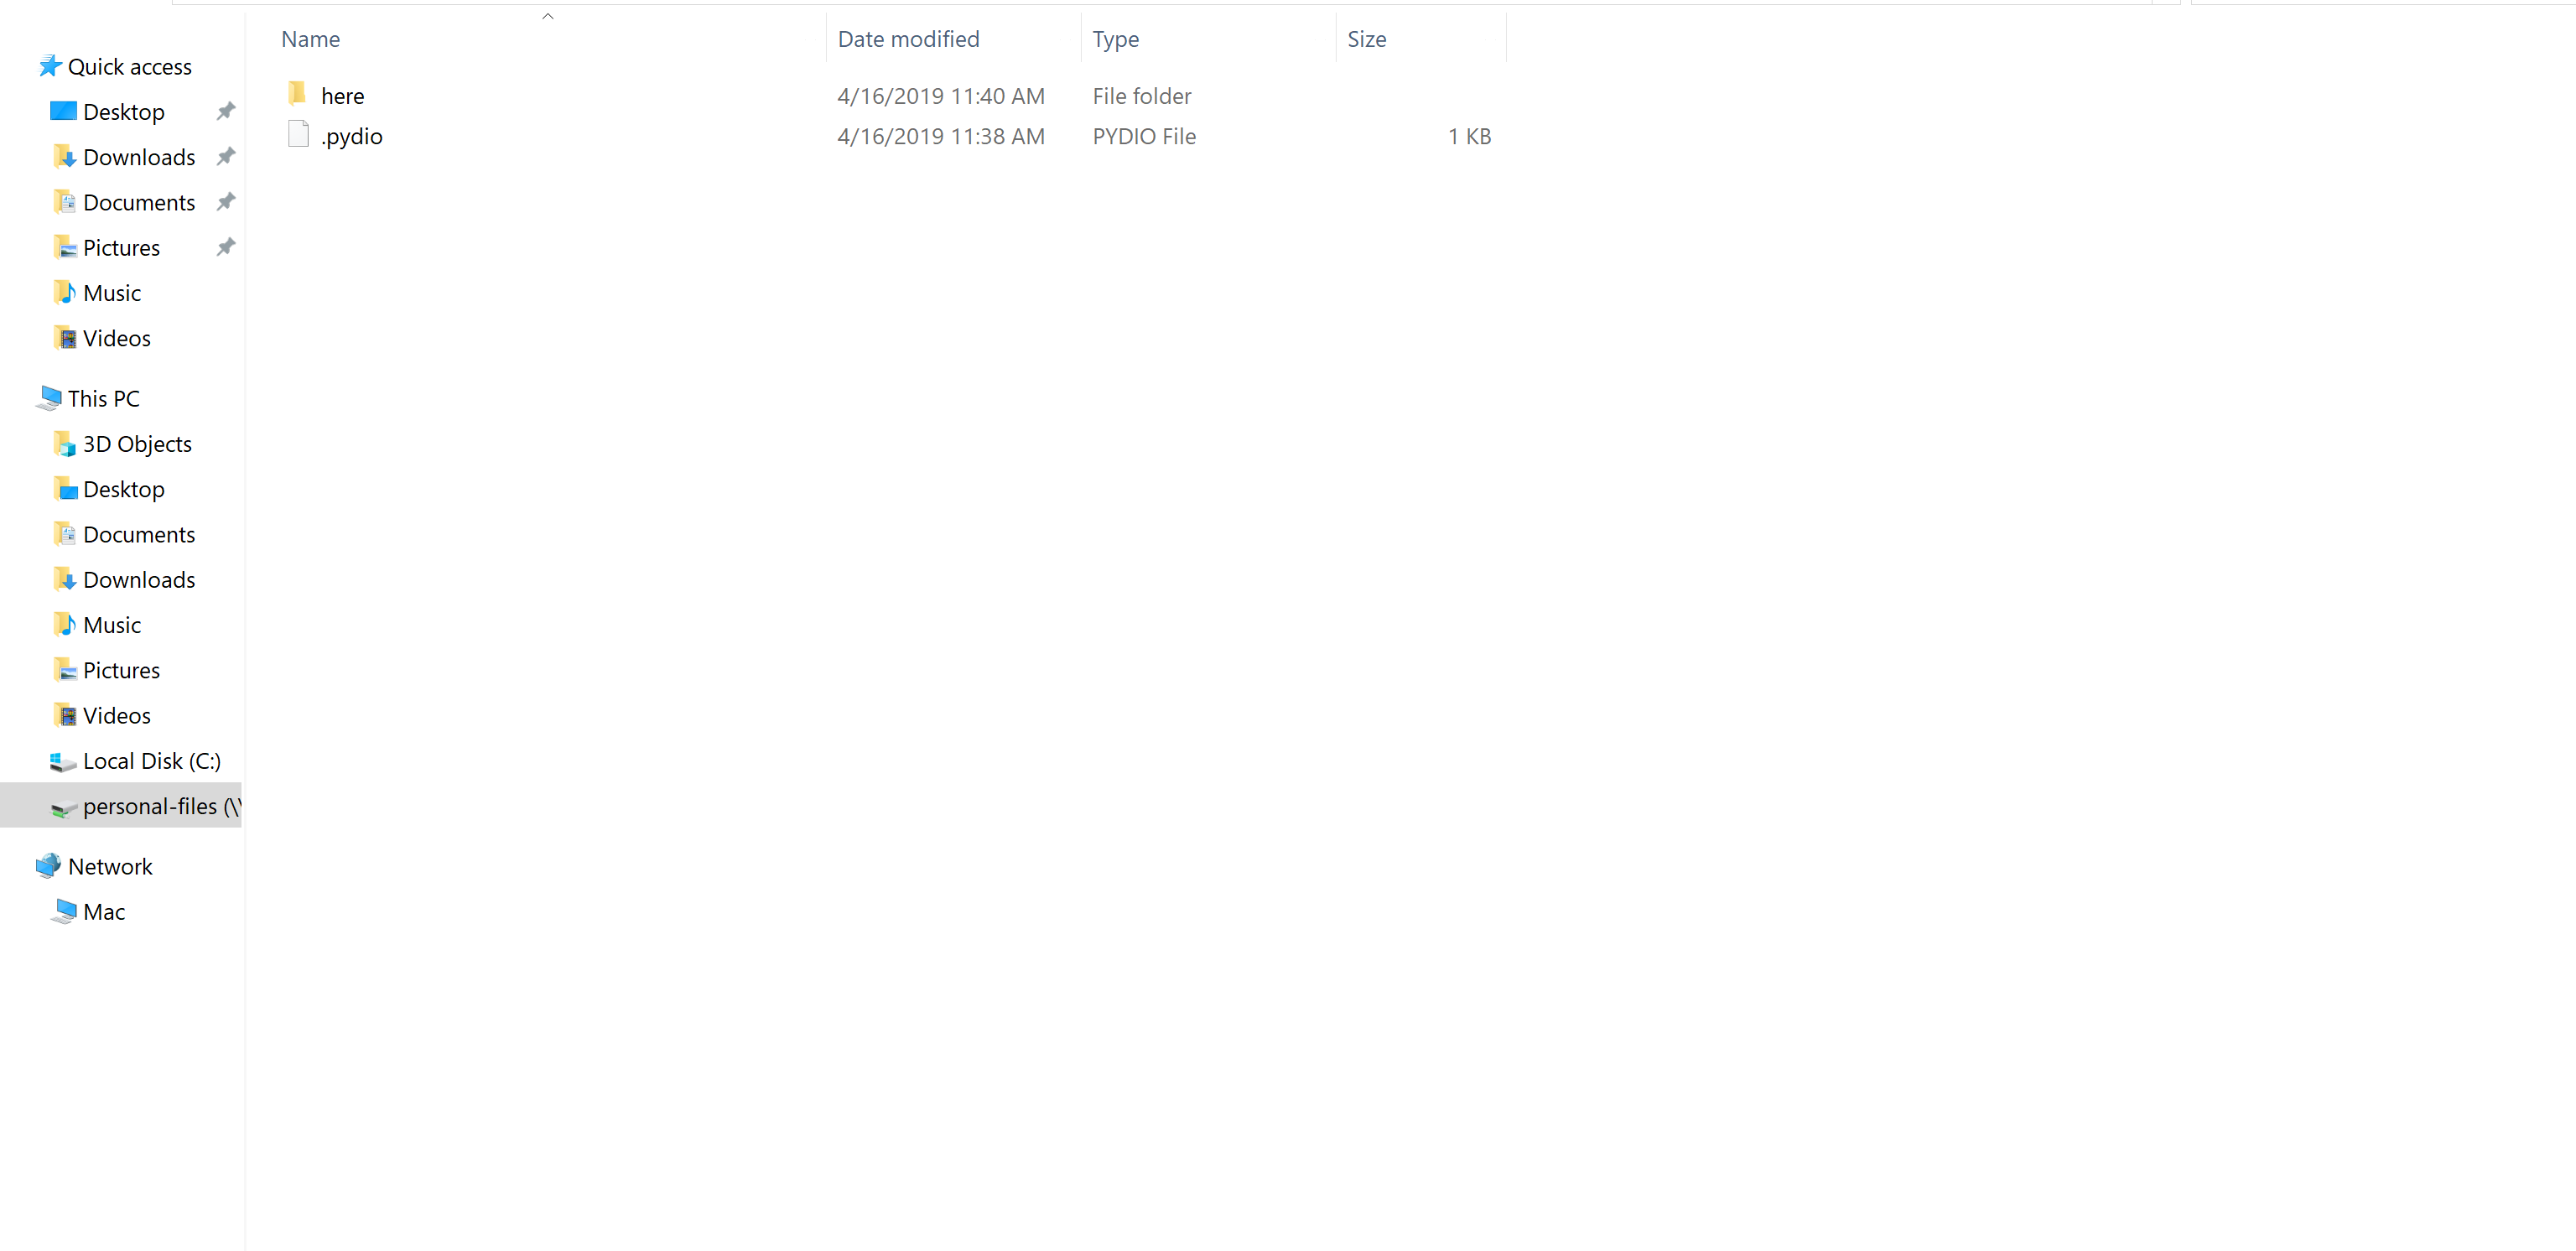 Name Date modified Type Size
here 4/16/2019 11:40 AM File folder
.pydio 4/16/2019 11:38 AM PYDIO File 1 KB
Quick access
Desktop
Downloads
Documents
Pictures
Music
Videos
This PC
3D Objects
Desktop
Documents
Downloads
Music
Pictures
Videos
Local Disk (C:)
personal-files (\\
Network
Mac